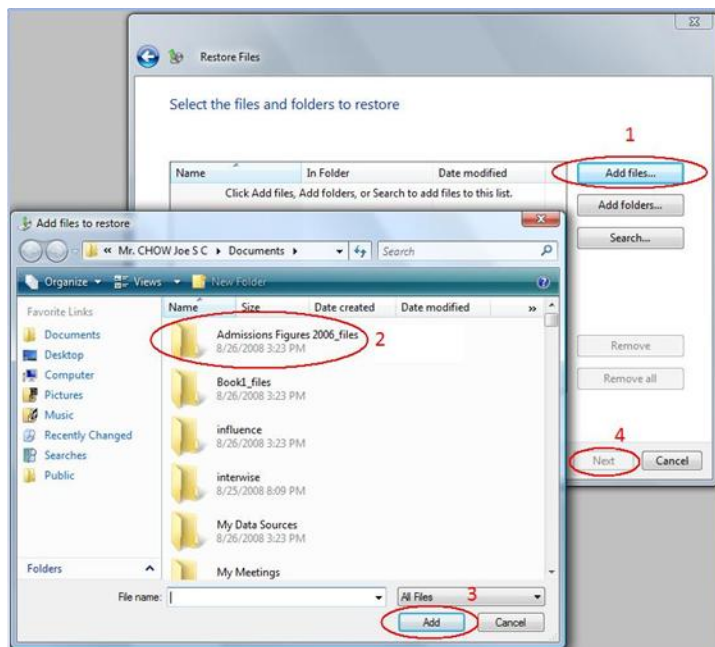 Restore Files
Select the files and folders to restore
1
Name In Folder Date modified
Add files...
Click Add files, Add folders, or Search to add files to this list.
Add folders...
Search...
Remove
Remove all
4
Next Cancel
Add files to restore
« Mr. CHOW Joe S C Documents Search
Organize Views New Folder
Favorite Links
Documents
Desktop
Computer
Pictures
Music
Recently Changed
Searches
Public
Folders
Name Size Date created Date modified »
Admissions Figures 2006_files 2
8/26/2008 3:23 PM
Book1_files
8/26/2008 3:23 PM
influence
8/26/2008 3:23 PM
interwise
8/25/2008 8:09 PM
My Data Sources
8/26/2008 3:23 PM
My Meetings
File name: All Files 3
Add Cancel